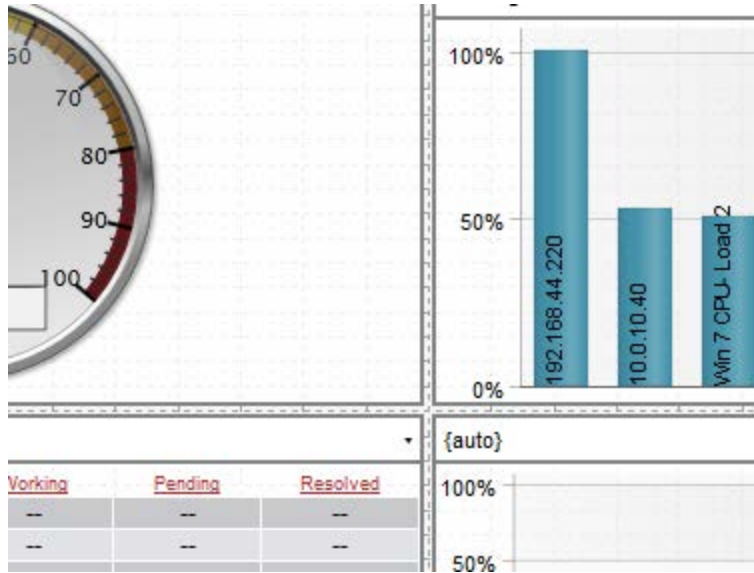 70
80
90
100
100%
50%
0%
192.168.44.220
10.0.10.40
Win 7 CPU- Load 2
{auto}
Working Pending Resolved
-- -- --
-- -- --
100%
50%